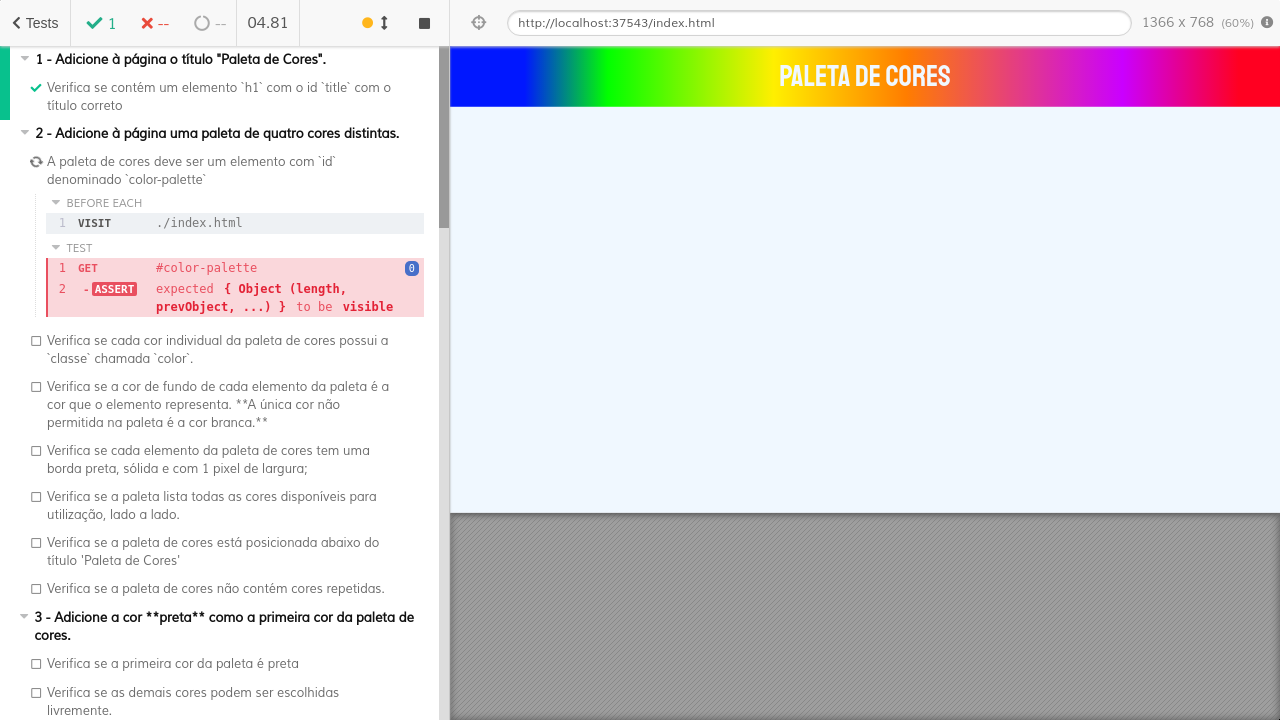 Tests
1
--
--
04.81
http://localhost:37543/index.html
1366 x 768 (60%)
1 - Adicione à página o título "Paleta de Cores".
Verifica se contém um elemento `h1` com o id `title` com o
título correto
2 - Adicione à página uma paleta de quatro cores distintas.
A paleta de cores deve ser um elemento com `id`
denominado `color-palette`
BEFORE EACH
1 VISIT ./index.html
TEST
1 GET #color-palette 0
2 -ASSERT expected { Object (length,
prevObject, ...) } to be visible
Verifica se cada cor individual da paleta de cores possui a
`classe` chamada `color`.
Verifica se a cor de fundo de cada elemento da paleta é a
cor que o elemento representa. **A única cor não
permitida na paleta é a cor branca.**
Verifica se cada elemento da paleta de cores tem uma
borda preta, sólida e com 1 pixel de largura;
Verifica se a paleta lista todas as cores disponíveis para
utilização, lado a lado.
Verifica se a paleta de cores está posicionada abaixo do
título 'Paleta de Cores'
Verifica se a paleta de cores não contém cores repetidas.
3 - Adicione a cor **preta** como a primeira cor da paleta de
cores.
Verifica se a primeira cor da paleta é preta
Verifica se as demais cores podem ser escolhidas
livremente.
PALETA DE CORES